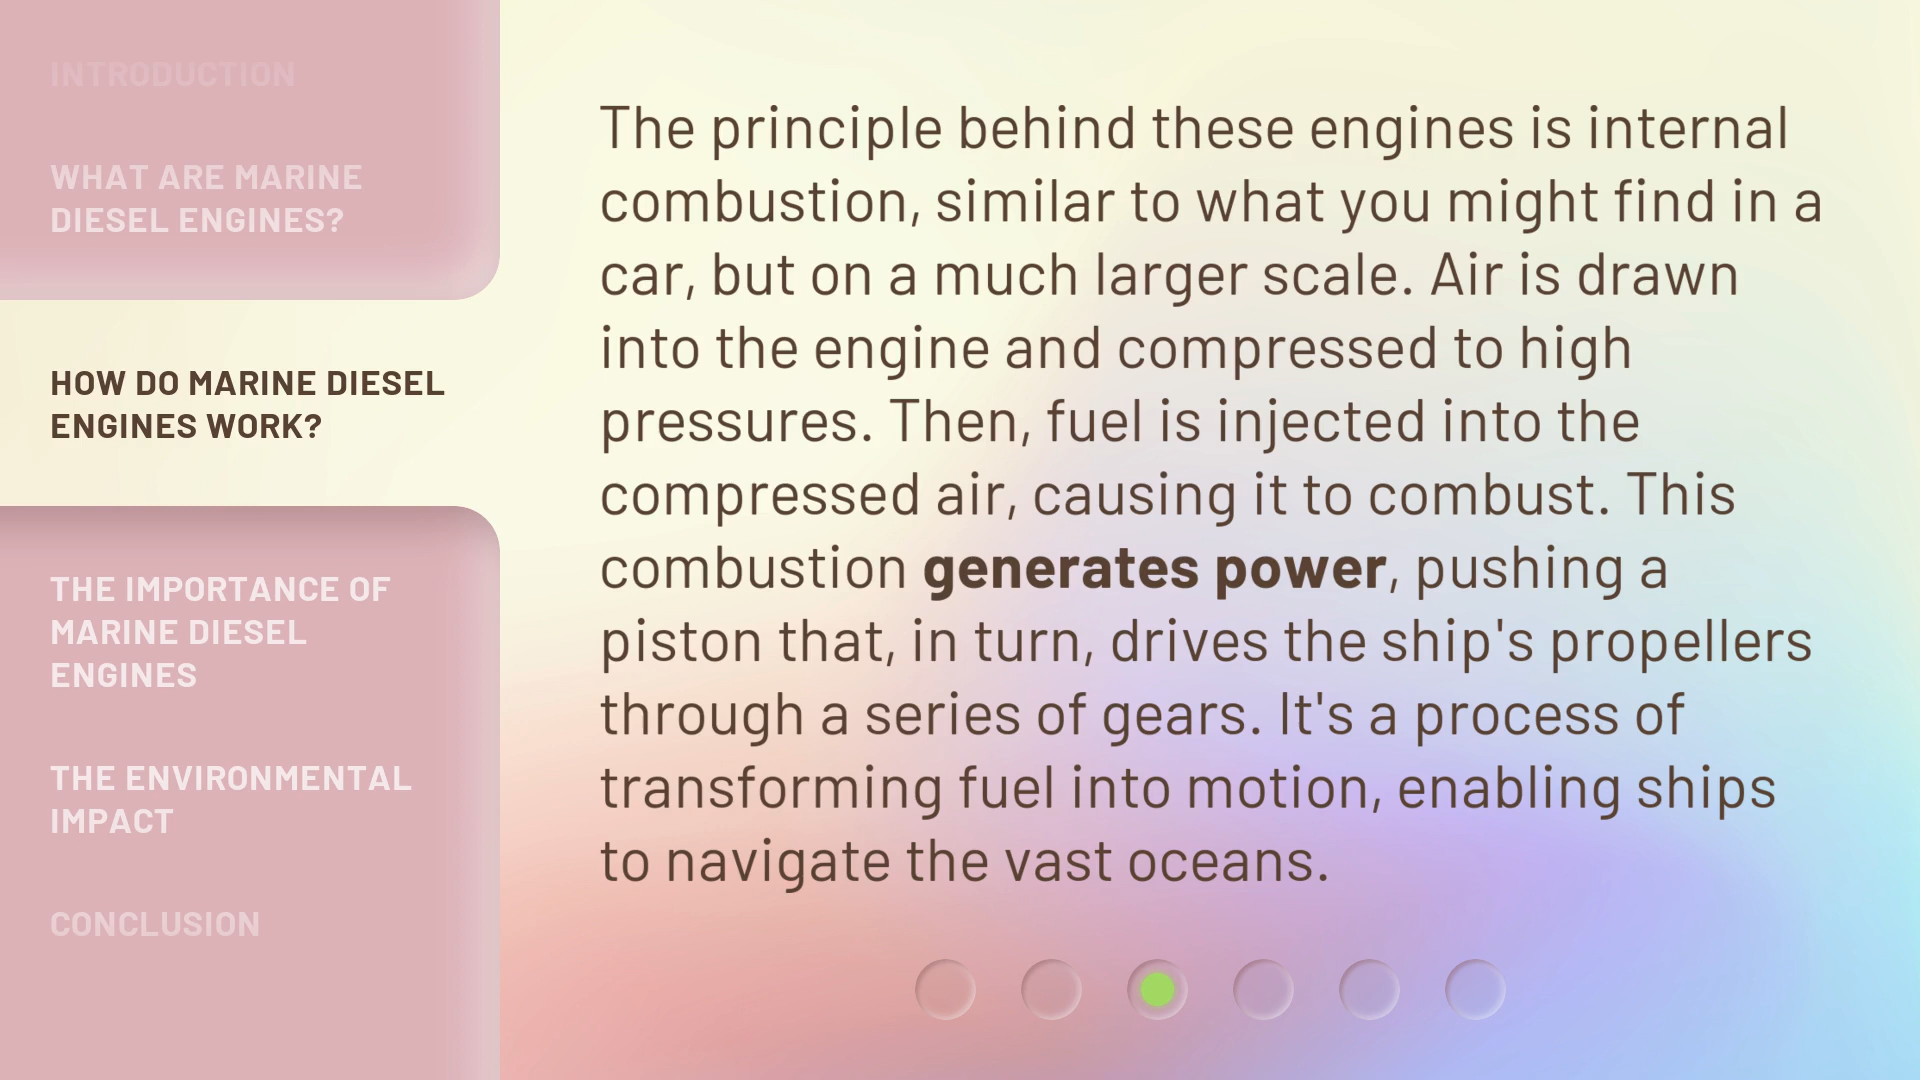 INTRODUCTION
WHAT ARE MARINE
DIESEL ENGINES?
HOW DO MARINE DIESEL
ENGINES WORK?
THE IMPORTANCE OF
MARINE DIESEL
ENGINES
THE ENVIRONMENTAL
IMPACT
CONCLUSION
The principle behind these engines is internal
combustion, similar to what you might find in a
car, but on a much larger scale. Air is drawn
into the engine and compressed to high
pressures. Then, fuel is injected into the
compressed air, causing it to combust. This
combustion generates power, pushing a
piston that, in turn, drives the ship's propellers
through a series of gears. It's a process of
transforming fuel into motion, enabling ships
to navigate the vast oceans.